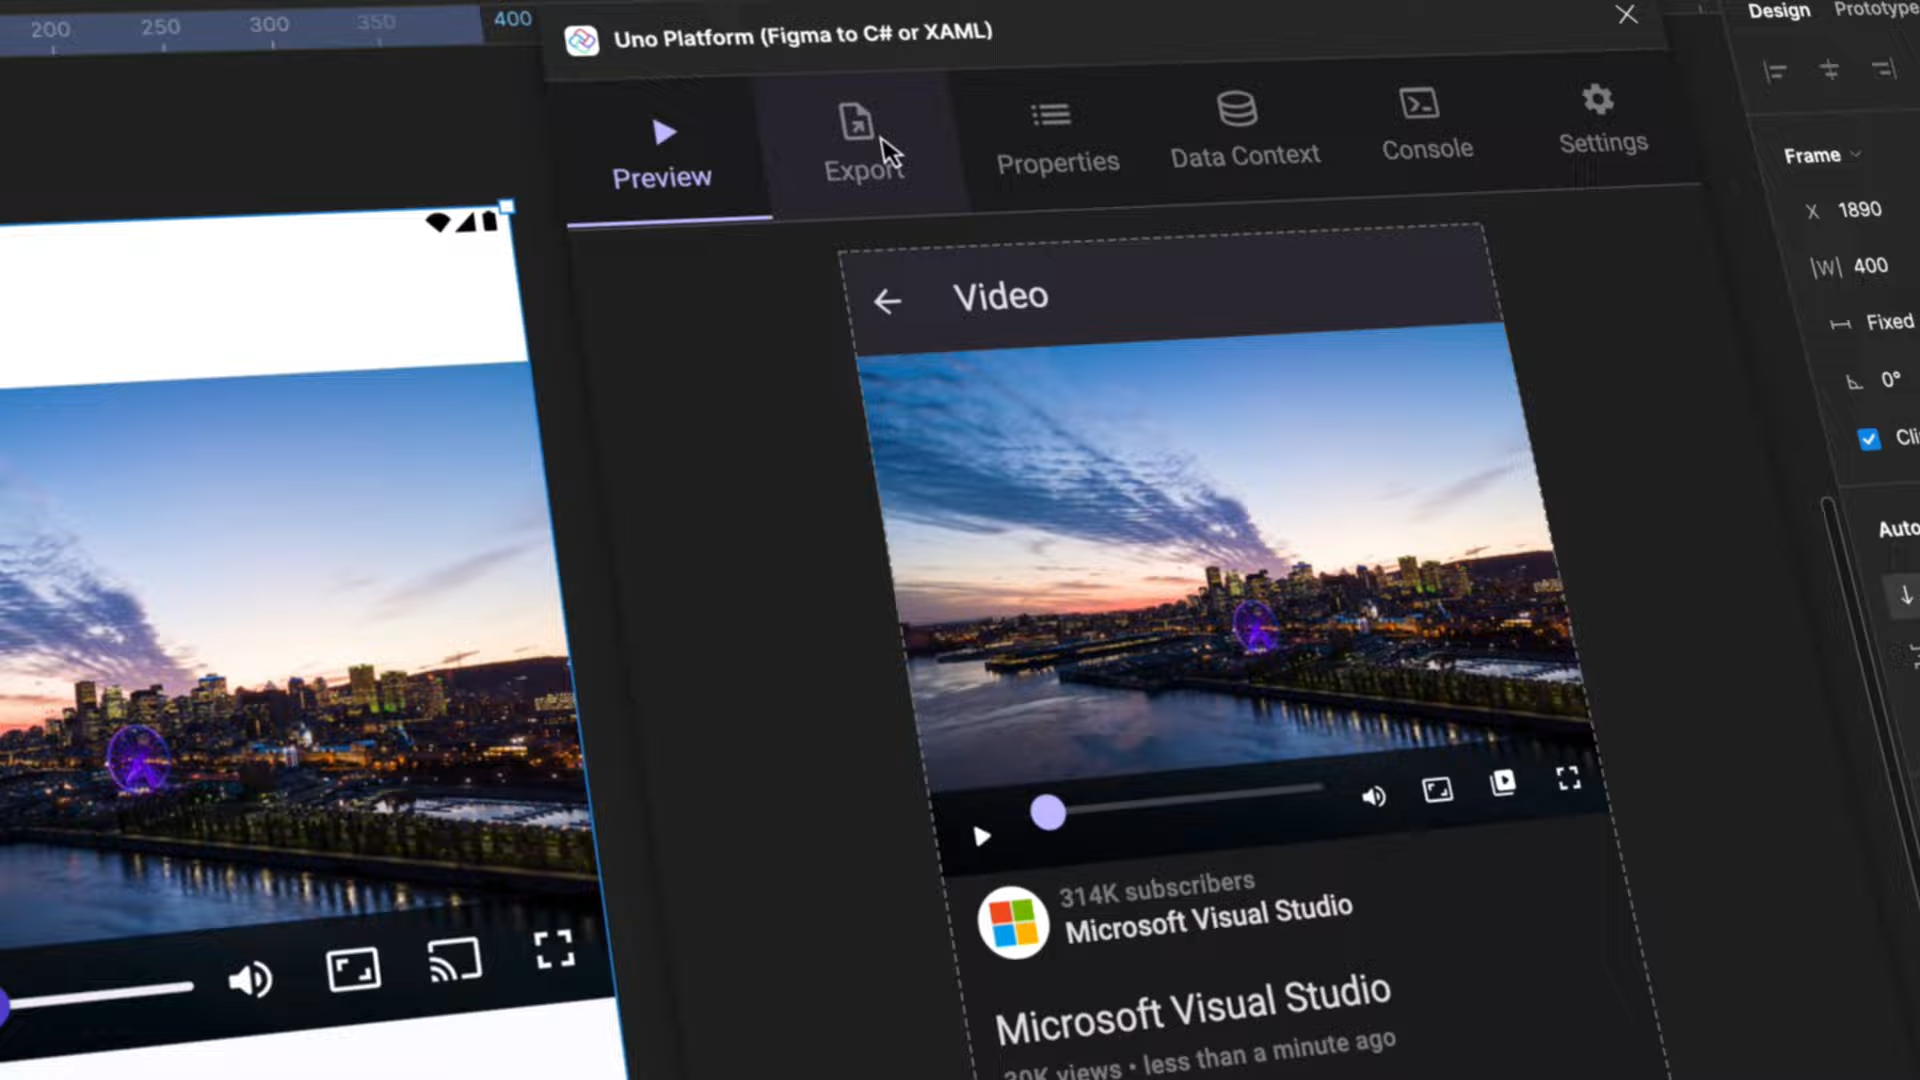 200 250 300 350 400
Uno Platform (Figma to C# or XAML)
Design Prototype
Preview
Export
Properties
Data Context
Console
Settings
Frame
X 1890
|W| 400
Fixed
0°
Video
314K subscribers
Microsoft Visual Studio
Microsoft Visual Studio
views • less than a minute ago